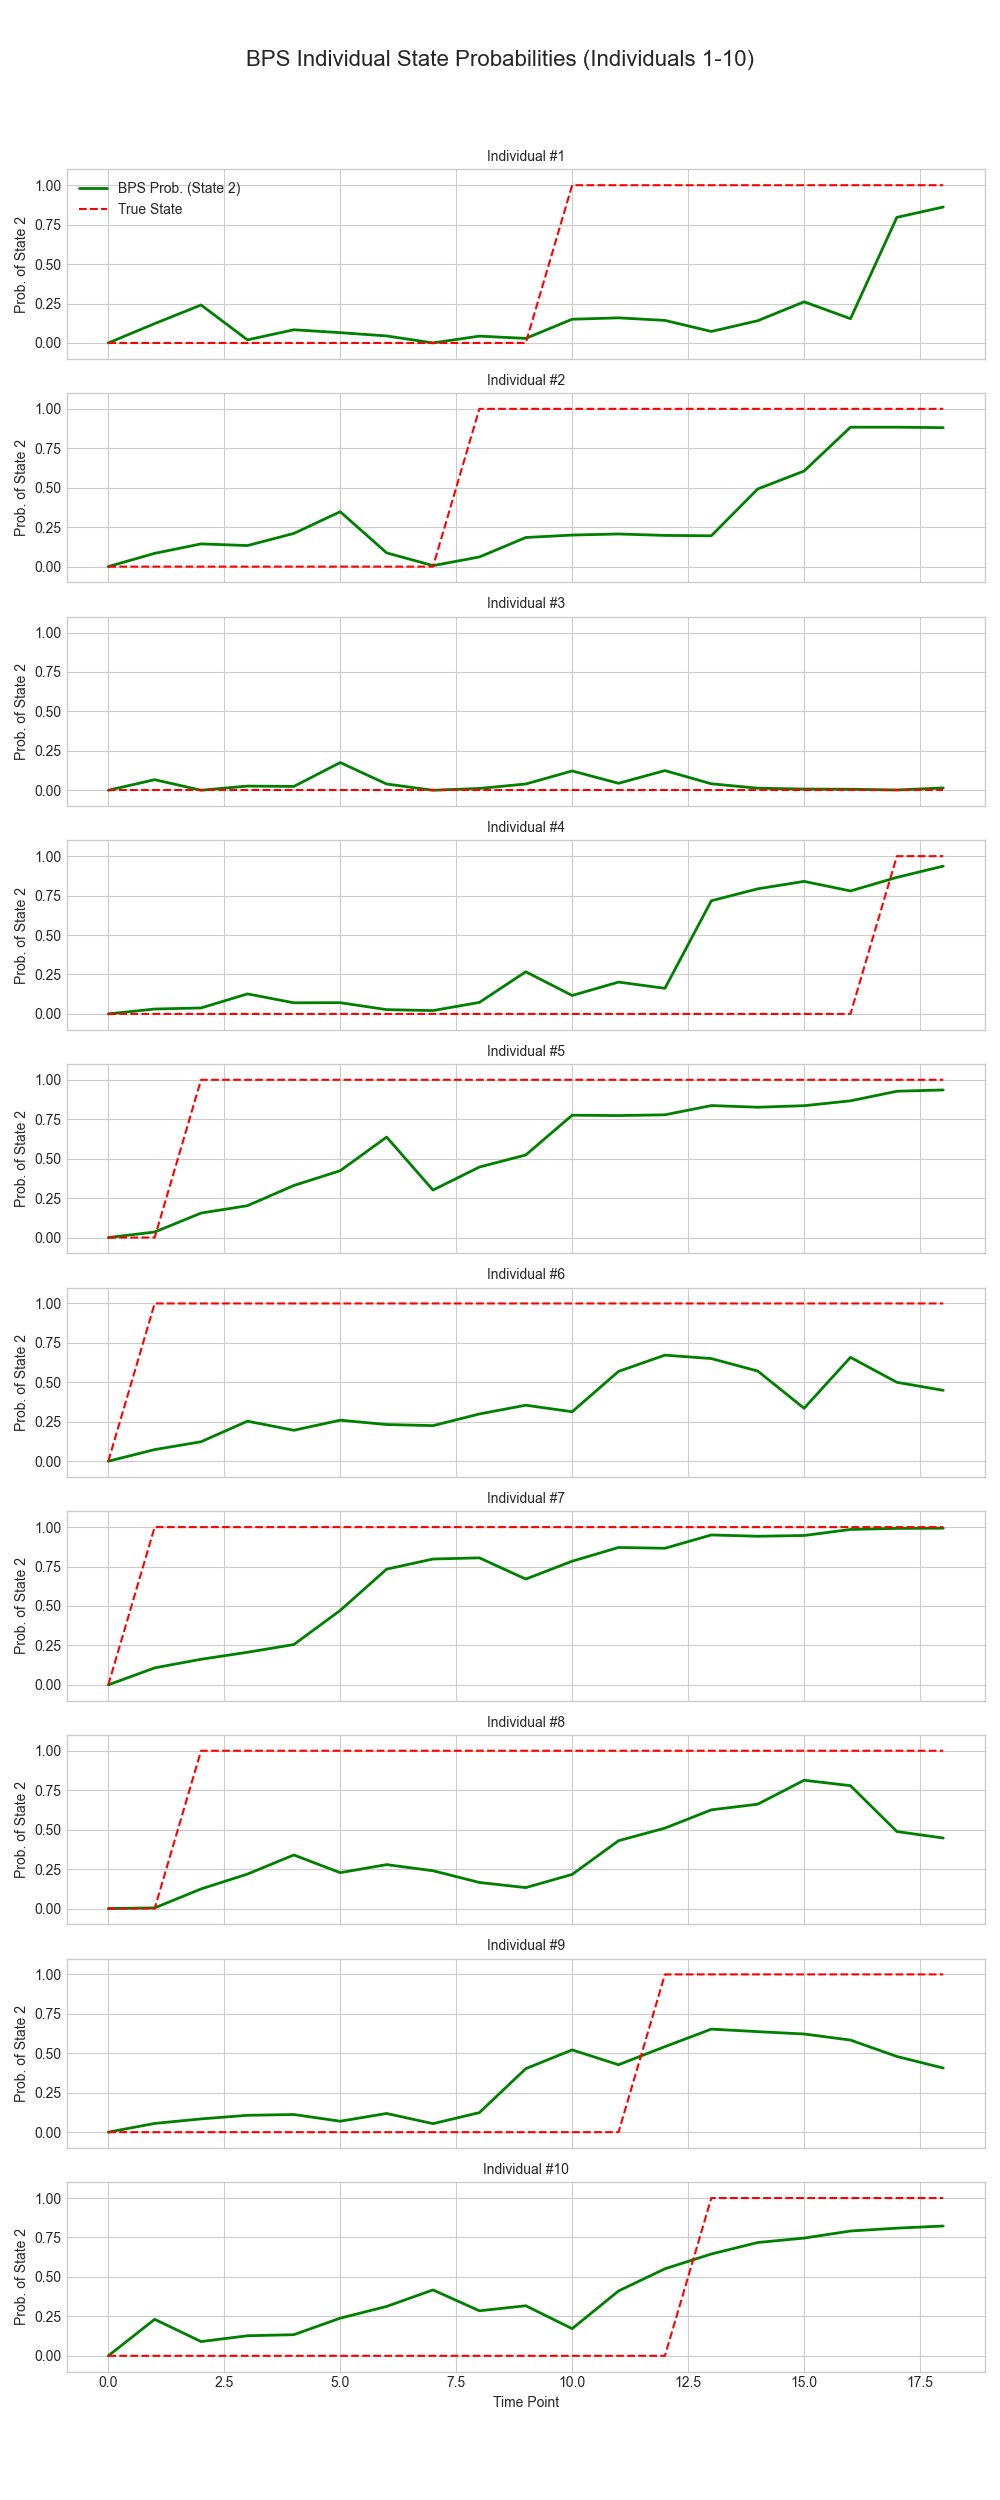 BPS Individual State Probabilities (Individuals 1-10)
Individual #1
BPS Prob. (State 2)
True State
1.00
0.75
0.50
0.25
0.00
Prob. of State 2
Individual #2
1.00
0.75
0.50
0.25
0.00
Prob. of State 2
Individual #3
1.00
0.75
0.50
0.25
0.00
Prob. of State 2
Individual #4
1.00
0.75
0.50
0.25
0.00
Prob. of State 2
Individual #5
1.00
0.75
0.50
0.25
0.00
Prob. of State 2
Individual #6
1.00
0.75
0.50
0.25
0.00
Prob. of State 2
Individual #7
1.00
0.75
0.50
0.25
0.00
Prob. of State 2
Individual #8
1.00
0.75
0.50
0.25
0.00
Prob. of State 2
Individual #9
1.00
0.75
0.50
0.25
0.00
Prob. of State 2
Individual #10
1.00
0.75
0.50
0.25
0.00
Prob. of State 2
0.0 2.5 5.0 7.5 10.0 12.5 15.0 17.5
Time Point